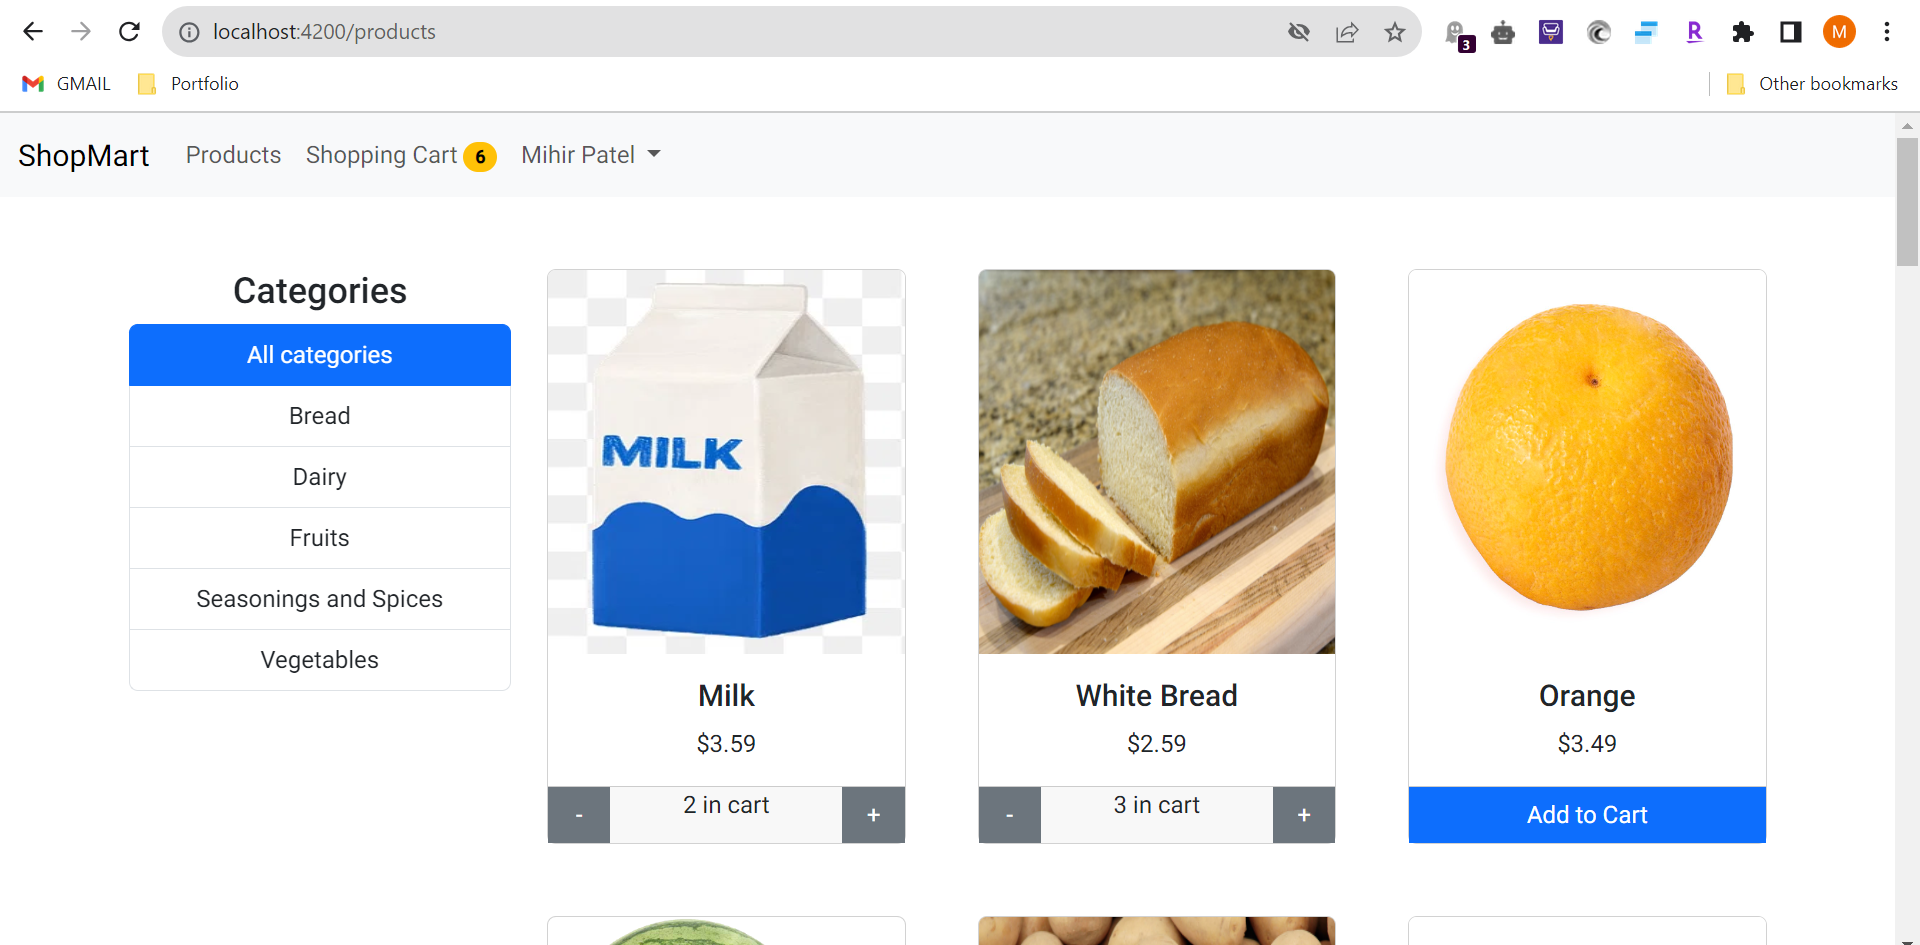 localhost:4200/products
3
R
M
GMAIL
Portfolio
Other bookmarks
ShopMart
Products
Shopping Cart 6
Mihir Patel
Categories
All categories
Bread
Dairy
Fruits
Seasonings and Spices
Vegetables
MILK
Milk
$3.59
- 2 in cart +
White Bread
$2.59
- 3 in cart +
Orange
$3.49
Add to Cart